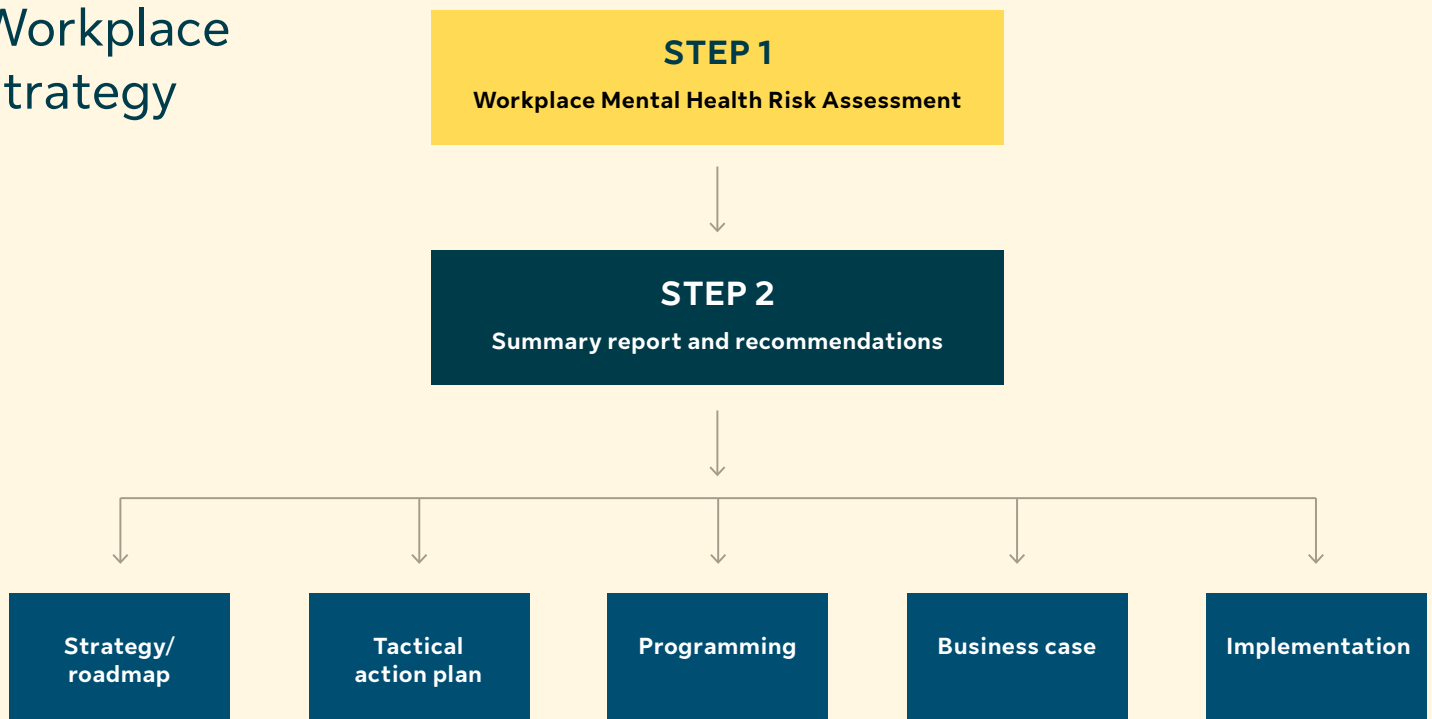 Workplace
trategy
STEP 1
Workplace Mental Health Risk Assessment
STEP 2
Summary report and recommendations
Strategy/
roadmap
Tactical
action plan
Programming
Business case
Implementation